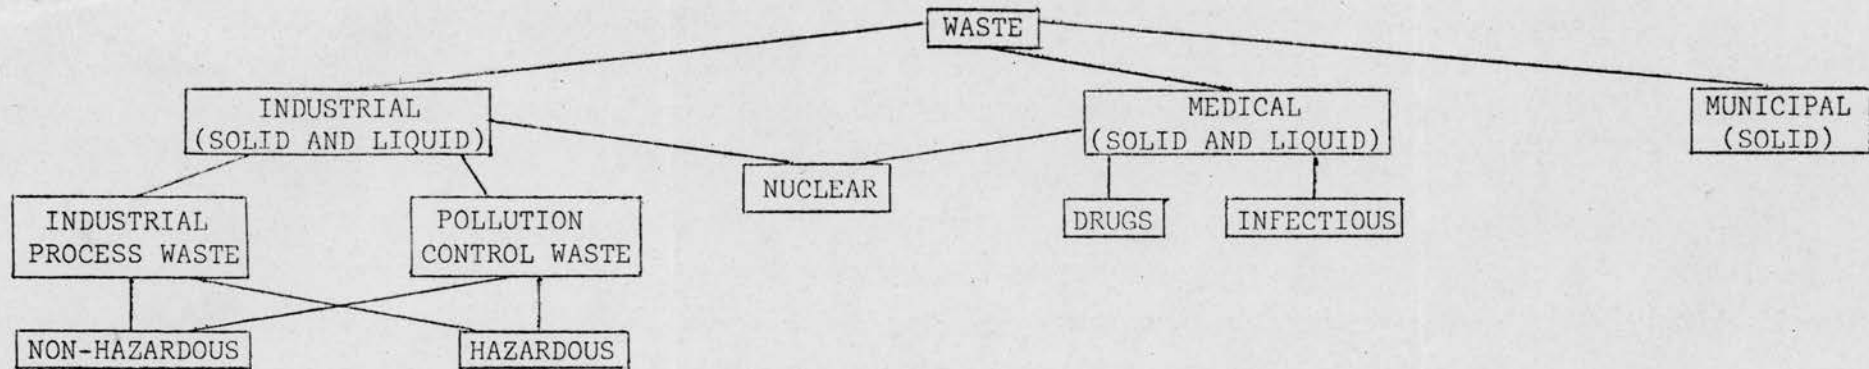 WASTE
INDUSTRIAL
(SOLID AND LIQUID)
MEDICAL
(SOLID AND LIQUID)
MUNICIPAL
(SOLID)
NUCLEAR
INDUSTRIAL
PROCESS WASTE
POLLUTION
CONTROL WASTE
DRUGS
INFECTIOUS
NON-HAZARDOUS
HAZARDOUS